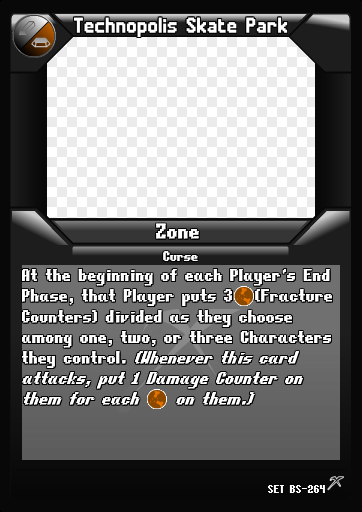 Technopolis Skate Park
Zone
Curse
At the beginning of each Player's End
Phase, that Player puts 3 (Fracture
Counters) divided as they choose
among one, two, or three Characters
they control. (Whenever this card
attacks, put 1 Damage Counter on
them for each on them.)
SET BS-264